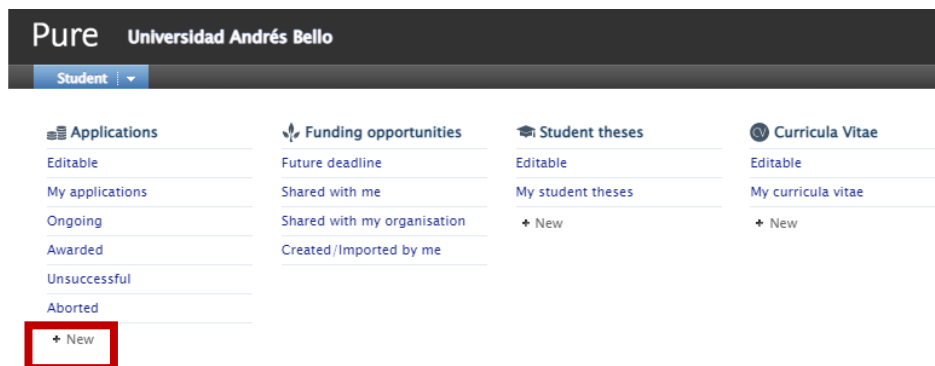 Pure Universidad Andrés Bello
Student
Applications
Editable
My applications
Ongoing
Awarded
Unsuccessful
Aborted
+ New
Funding opportunities
Future deadline
Shared with me
Shared with my organisation
Created/Imported by me
Student theses
Editable
My student theses
+ New
CV Curricula Vitae
Editable
My curricula vitae
+ New